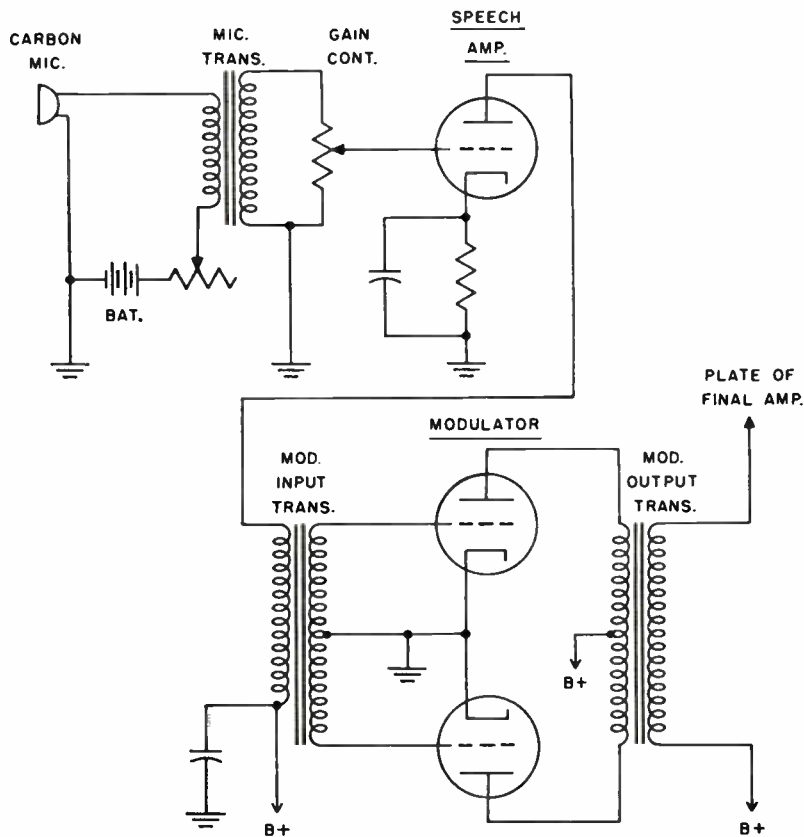 CARBON
MIC.
MIC.
TRANS.
GAIN
CONT.
SPEECH
AMP.
BAT.
PLATE OF
FINAL AMP.
MODULATOR
MOD.
INPUT
TRANS.
MOD.
OUTPUT
TRANS.
B+
B+
B+